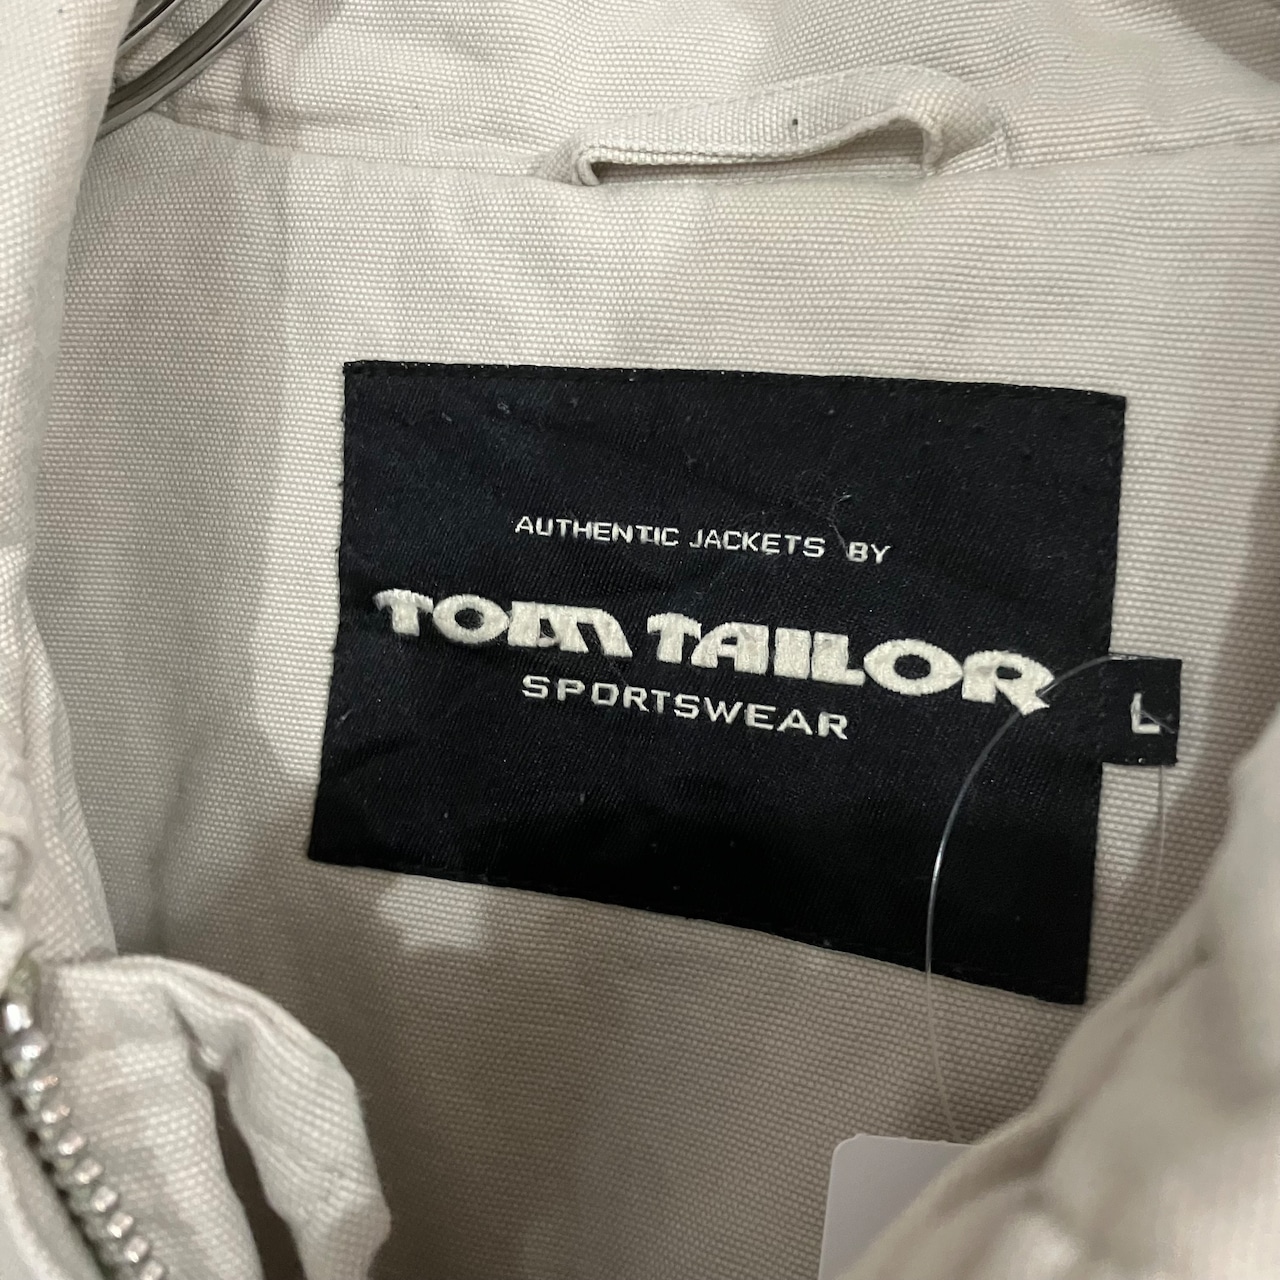 AUTHENTIC JACKETS BY
TOM TAILOR
SPORTSWEAR
L